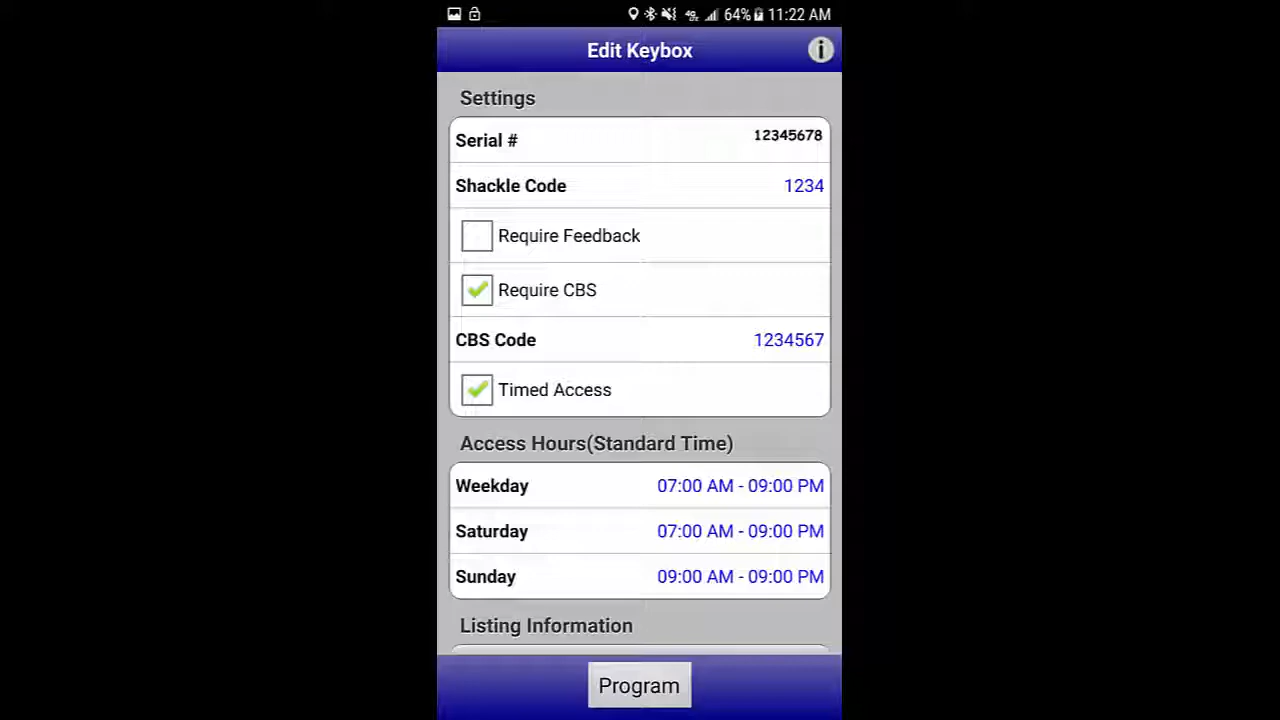 64% 11:22 AM
Edit Keybox
Settings
Serial # 12345678
Shackle Code 1234
Require Feedback
Require CBS
CBS Code 1234567
Timed Access
Access Hours(Standard Time)
Weekday 07:00 AM - 09:00 PM
Saturday 07:00 AM - 09:00 PM
Sunday 09:00 AM - 09:00 PM
Listing Information
Program